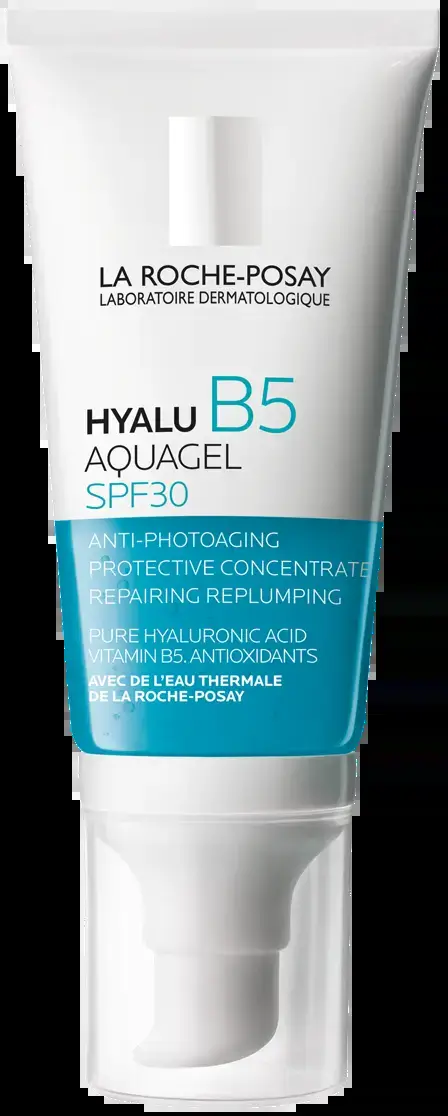 LA ROCHE-POSAY
LABORATOIRE DERMATOLOGIQUE
HYALU B5
AQUAGEL
SPF30
ANTI-PHOTOAGING
PROTECTIVE CONCENTRATE
REPAIRING REPLUMPING
PURE HYALURONIC ACID
VITAMIN B5. ANTIOXIDANTS
AVEC DE L'EAU THERMALE
DE LA ROCHE-POSAY